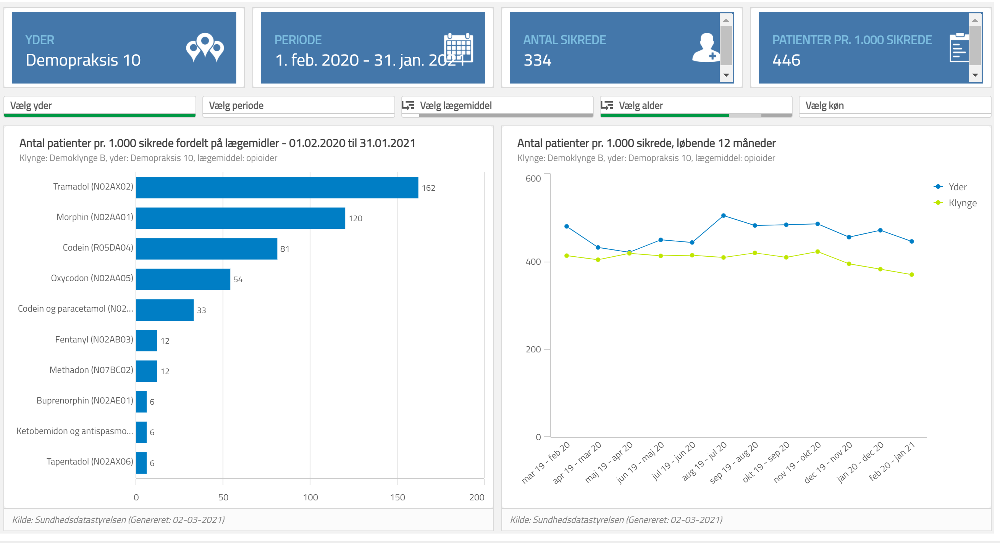 YDER
Demopraksis 10
PERIODE
1. feb. 2020 - 31. jan. 2021
ANTAL SIKREDE
334
PATIENTER PR. 1.000 SIKREDE
446
Vælg yder
Vælg periode
Vælg lægemiddel
Vælg alder
Vælg køn
Antal patienter pr. 1.000 sikrede fordelt på lægemidler - 01.02.2020 til 31.01.2021
Klynge: Demoklynge B, yder: Demopraksis 10, lægemiddel: opioider
Tramadol (N02AX02)
162
Morphin (N02AA01)
120
Codein (R05DA04)
81
Oxycodon (N02AA05)
54
Codein og paracetamol (N02...
33
Fentanyl (N02AB03)
12
Methadon (N07BC02)
12
Buprenorphin (N02AE01)
6
Ketobemidon og antispasmo...
6
Tapentadol (N02AX06)
6
0
50
100
150
200
Kilde: Sundhedsdatastyrelsen (Genereret: 02-03-2021)
Antal patienter pr. 1.000 sikrede, løbende 12 måneder
Klynge: Demoklynge B, yder: Demopraksis 10, lægemiddel: opioider
600
400
200
0
Yder
Klynge
mar 19 - feb 20
apr 19 - mar 20
maj 19 - apr 20
jun 19 - maj 20
jul 19 - jun 20
aug 19 - jul 20
sep 19 - aug 20
okt 19 - sep 20
nov 19 - okt 20
dec 19 - nov 20
jan 20 - dec 20
feb 20 - jan 21
Kilde: Sundhedsdatastyrelsen (Genereret: 02-03-2021)